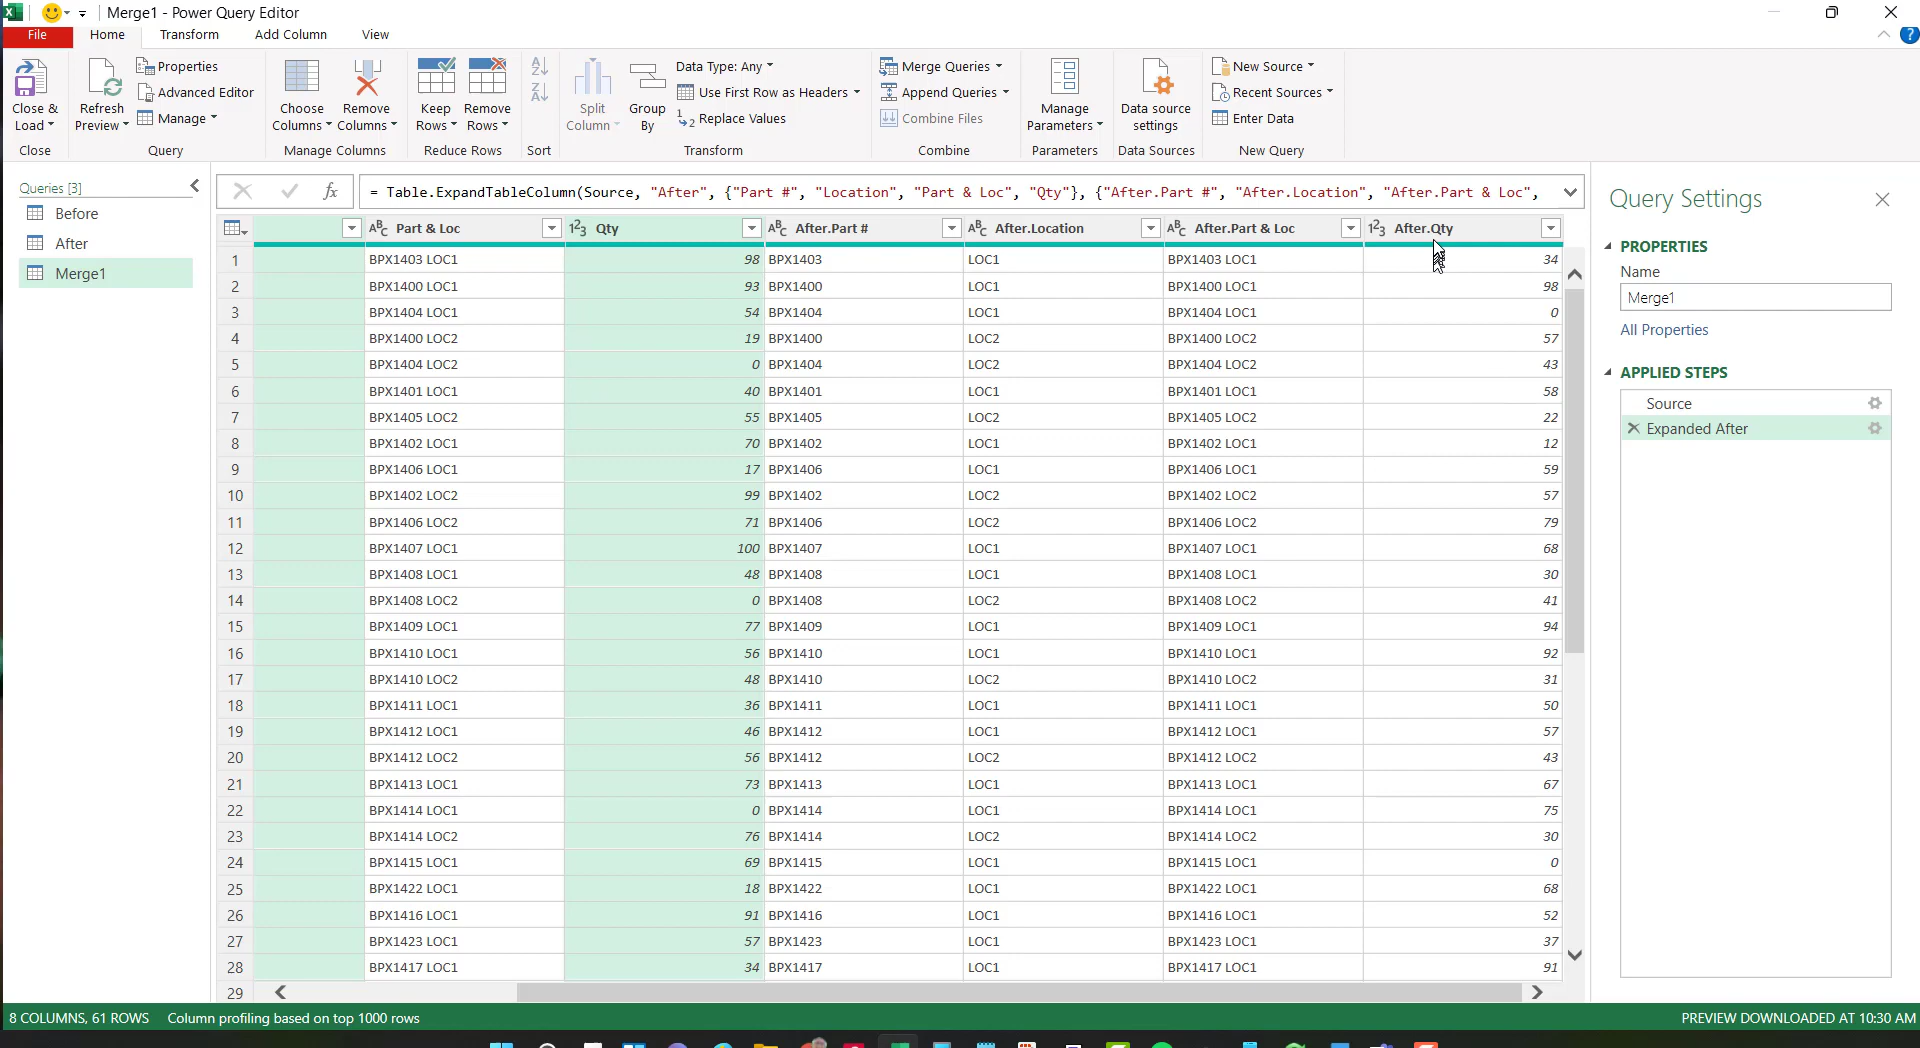 Merge1 - Power Query Editor
File Home Transform Add Column View
Close & Load
Close
Refresh Preview
Properties
Advanced Editor
Manage
Query
Choose Columns
Remove Columns
Manage Columns
Keep Rows
Remove Rows
Reduce Rows
Sort
Split Column
Group By
Data Type: Any
Use First Row as Headers
Replace Values
Transform
Merge Queries
Append Queries
Combine Files
Combine
Manage Parameters
Parameters
Data source settings
Data Sources
New Source
Recent Sources
Enter Data
New Query
Queries [3]
Before
After
Merge1
= Table.ExpandTableColumn(Source, "After", {"Part #", "Location", "Part & Loc", "Qty"}, {"After.Part #", "After.Location", "After.Part & Loc",
Part & Loc Qty After.Part # After.Location After.Part & Loc After.Qty
1 BPX1403 LOC1 98 BPX1403 LOC1 BPX1403 LOC1 34
2 BPX1400 LOC1 93 BPX1400 LOC1 BPX1400 LOC1 98
3 BPX1404 LOC1 54 BPX1404 LOC1 BPX1404 LOC1 0
4 BPX1400 LOC2 19 BPX1400 LOC2 BPX1400 LOC2 57
5 BPX1404 LOC2 0 BPX1404 LOC2 BPX1404 LOC2 43
6 BPX1401 LOC1 40 BPX1401 LOC1 BPX1401 LOC1 58
7 BPX1405 LOC2 55 BPX1405 LOC2 BPX1405 LOC2 22
8 BPX1402 LOC1 70 BPX1402 LOC1 BPX1402 LOC1 12
9 BPX1406 LOC1 17 BPX1406 LOC1 BPX1406 LOC1 59
10 BPX1402 LOC2 99 BPX1402 LOC2 BPX1402 LOC2 57
11 BPX1406 LOC2 71 BPX1406 LOC2 BPX1406 LOC2 79
12 BPX1407 LOC1 100 BPX1407 LOC1 BPX1407 LOC1 68
13 BPX1408 LOC1 48 BPX1408 LOC1 BPX1408 LOC1 30
14 BPX1408 LOC2 0 BPX1408 LOC2 BPX1408 LOC2 41
15 BPX1409 LOC1 77 BPX1409 LOC1 BPX1409 LOC1 94
16 BPX1410 LOC1 56 BPX1410 LOC1 BPX1410 LOC1 92
17 BPX1410 LOC2 48 BPX1410 LOC2 BPX1410 LOC2 31
18 BPX1411 LOC1 36 BPX1411 LOC1 BPX1411 LOC1 50
19 BPX1412 LOC1 46 BPX1412 LOC1 BPX1412 LOC1 57
20 BPX1412 LOC2 56 BPX1412 LOC2 BPX1412 LOC2 43
21 BPX1413 LOC1 73 BPX1413 LOC1 BPX1413 LOC1 67
22 BPX1414 LOC1 0 BPX1414 LOC1 BPX1414 LOC1 75
23 BPX1414 LOC2 76 BPX1414 LOC2 BPX1414 LOC2 30
24 BPX1415 LOC1 69 BPX1415 LOC1 BPX1415 LOC1 0
25 BPX1422 LOC1 18 BPX1422 LOC1 BPX1422 LOC1 68
26 BPX1416 LOC1 91 BPX1416 LOC1 BPX1416 LOC1 52
27 BPX1423 LOC1 57 BPX1423 LOC1 BPX1423 LOC1 37
28 BPX1417 LOC1 34 BPX1417 LOC1 BPX1417 LOC1 91
29
Query Settings
PROPERTIES
Name
Merge1
All Properties
APPLIED STEPS
Source
Expanded After
8 COLUMNS, 61 ROWS Column profiling based on top 1000 rows PREVIEW DOWNLOADED AT 10:30 AM